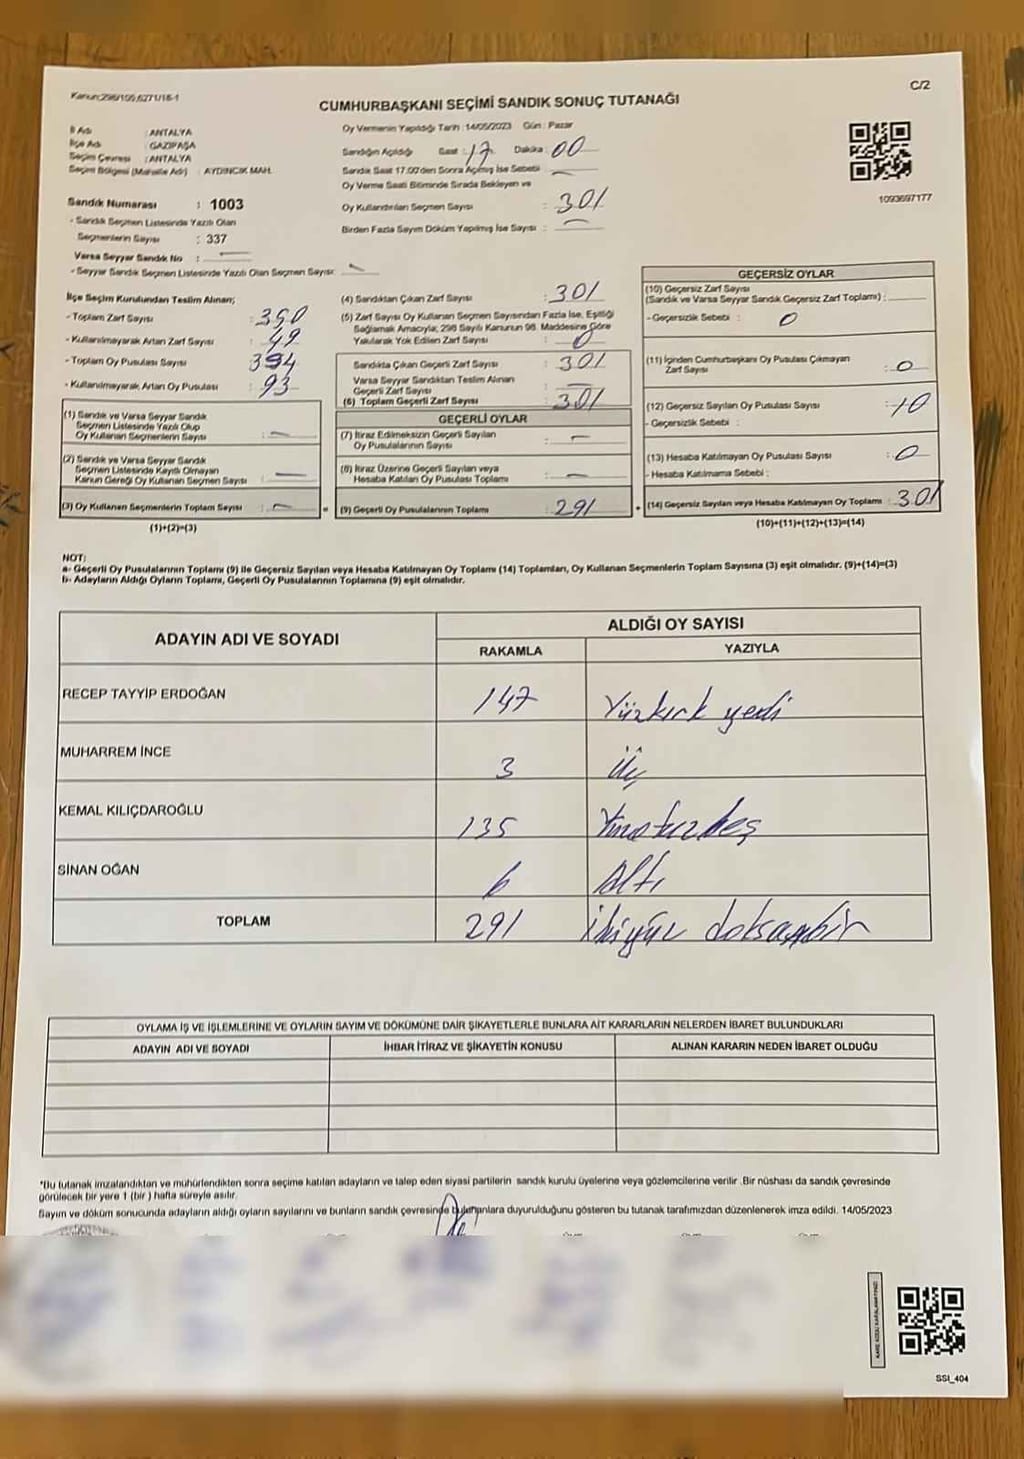 Kanun:298/105,6271/18-1
C/2
CUMHURBAŞKANI SEÇİMİ SANDIK SONUÇ TUTANAĞI
İl Adı : ANTALYA
İlçe Adı : GAZİPAŞA
Seçim Çevresi : ANTALYA
Seçim Bölgesi (Mahalle Adı) : AYDINCIK MAH.
Sandık Numarası : 1003
- Sandık Seçmen Listesinde Yazılı Olan
Seçmenlerin Sayısı : 337
Varsa Seyyar Sandık No :
- Seyyar Sandık Seçmen Listesinde Yazılı Olan Seçmen Sayısı:
Oy Vermenin Yapıldığı Tarih :14/05/2023 Gün : Pazar
Sandığın Açıldığı Saat : 17 Dakika : 00
Sandık Saat 17:00'den Sonra Açılmış İse Sebebi
Oy Verme Saati Bitiminde Sırada Bekleyen ve
Oy Kullandırılan Seçmen Sayısı : 301
Birden Fazla Sayım Döküm Yapılmış İse Sayısı :
1093697177
İlçe Seçim Kurulundan Teslim Alınan;
- Toplam Zarf Sayısı : 350
- Kullanılmayarak Artan Zarf Sayısı : 49
- Toplam Oy Pusulası Sayısı : 394
- Kullanılmayarak Artan Oy Pusulası : 93
(1) Sandık ve Varsa Seyyar Sandık
Seçmen Listesinde Yazılı Olup
Oy Kullanan Seçmenlerin Sayısı :
(2) Sandık ve Varsa Seyyar Sandık
Seçmen Listesinde Kayıtlı Olmayan
Kanun Gereği Oy Kullanan Seçmen Sayısı :
(3) Oy Kullanan Seçmenlerin Toplam Sayısı : =
(1)+(2)=(3)
(4) Sandıktan Çıkan Zarf Sayısı : 301
(5) Zarf Sayısı Oy Kullanan Seçmen Sayısından Fazla İse, Eşitliği
Sağlamak Amacıyla; 298 Sayılı Kanunun 98. Maddesine Göre
Yakılarak Yok Edilen Zarf Sayısı : 0
Sandıkta Çıkan Geçerli Zarf Sayısı : 301
Varsa Seyyar Sandıktan Teslim Alınan
Geçerli Zarf Sayısı :
(6) Toplam Geçerli Zarf Sayısı : 301
GEÇERLİ OYLAR
(7) İtiraz Edilmeksizin Geçerli Sayılan
Oy Pusulalarının Sayısı :
(8) İtiraz Üzerine Geçerli Sayılan veya
Hesaba Katılan Oy Pusulası Toplamı :
(9) Geçerli Oy Pusulalarının Toplamı : 291 +
GEÇERSİZ OYLAR
(10) Geçersiz Zarf Sayısı
(Sandık ve Varsa Seyyar Sandık Geçersiz Zarf Toplamı) :
- Geçersizlik Sebebi : 0
(11) İçinden Cumhurbaşkanı Oy Pusulası Çıkmayan
Zarf Sayısı : 0
(12) Geçersiz Sayılan Oy Pusulası Sayısı : 10
- Geçersizlik Sebebi :
(13) Hesaba Katılmayan Oy Pusulası Sayısı : 0
- Hesaba Katılmama Sebebi :
(14) Geçersiz Sayılan veya Hesaba Katılmayan Oy Toplamı : 301
(10)+(11)+(12)+(13)=(14)
NOT:
a- Geçerli Oy Pusulalarının Toplamı (9) ile Geçersiz Sayılan veya Hesaba Katılmayan Oy Toplamı (14) Toplamları, Oy Kullanan Seçmenlerin Toplam Sayısına (3) eşit olmalıdır. (9)+(14)=(3)
b- Adayların Aldığı Oyların Toplamı, Geçerli Oy Pusulalarının Toplamına (9) eşit olmalıdır.
ADAYIN ADI VE SOYADI
ALDIĞI OY SAYISI
RAKAMLA YAZIYLA
RECEP TAYYİP ERDOĞAN 147 Yüzkırk yedi
MUHARREM İNCE 3 üç
KEMAL KILIÇDAROĞLU 135 Yüzotuzbeş
SİNAN OĞAN 6 Altı
TOPLAM 291 İkiyüz doksanbir
OYLAMA İŞ VE İŞLEMLERİNE VE OYLARIN SAYIM VE DÖKÜMÜNE DAİR ŞİKAYETLERLE BUNLARA AİT KARARLARIN NELERDEN İBARET BULUNDUKLARI
ADAYIN ADI VE SOYADI İHBAR İTİRAZ VE ŞİKAYETİN KONUSU ALINAN KARARIN NEDEN İBARET OLDUĞU
"Bu tutanak imzalandıktan ve mühürlendikten sonra seçime katılan adayların ve talep eden siyasi partilerin sandık kurulu üyelerine veya gözlemcilerine verilir .Bir nüshası da sandık çevresinde
görülecek bir yere 1 (bir ) hafta süreyle asılır.
Sayım ve döküm sonucunda adayların aldığı oyların sayılarını ve bunların sandık çevresinde bulunanlara duyurulduğunu gösteren bu tutanak tarafımızdan düzenlenerek imza edildi. 14/05/2023
SSI_404